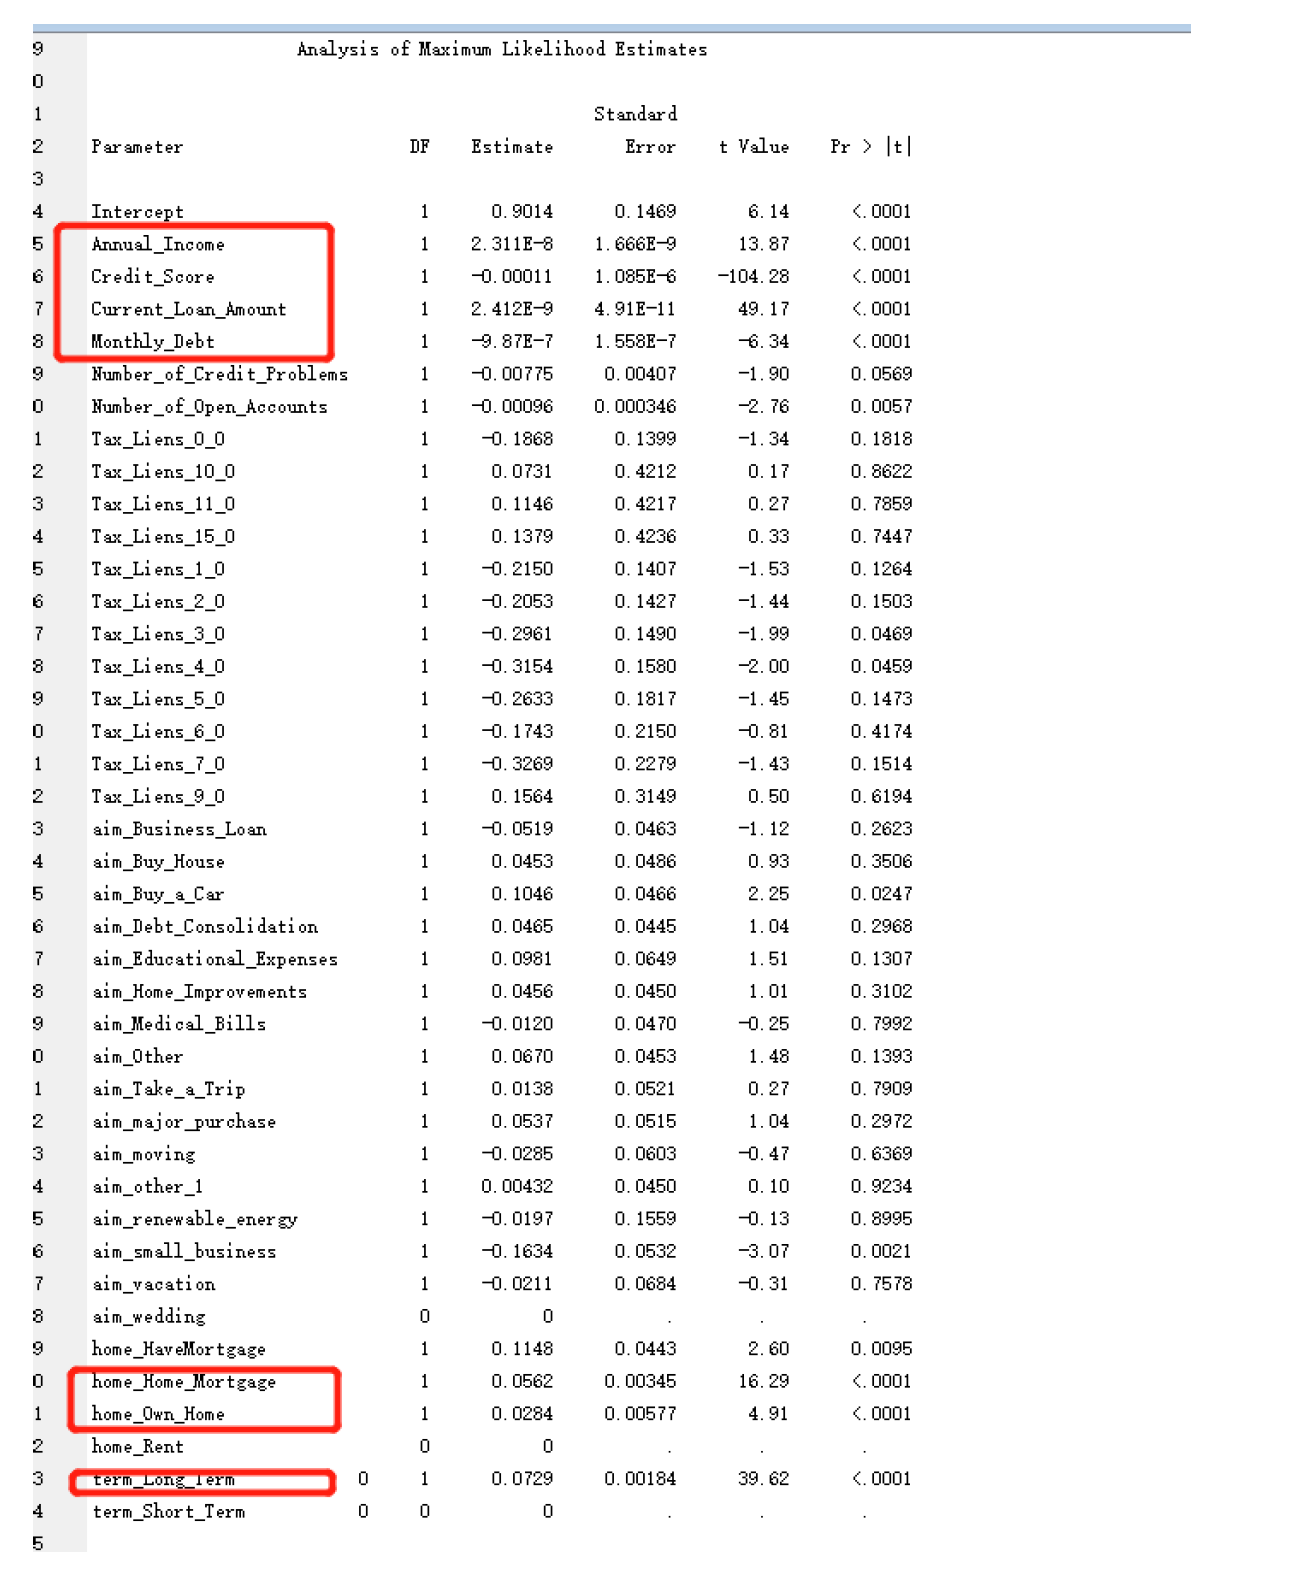 9 Analysis of Maximum Likelihood Estimates
0
1 Standard
2 Parameter DF Estimate Error t Value Pr > |t|
3
4 Intercept 1 0.9014 0.1469 6.14 <.0001
5 Annual_Income 1 2.311E-8 1.666E-9 13.87 <.0001
6 Credit_Score 1 -0.00011 1.085E-6 -104.28 <.0001
7 Current_Loan_Amount 1 2.412E-9 4.91E-11 49.17 <.0001
8 Monthly_Debt 1 -9.87E-7 1.558E-7 -6.34 <.0001
9 Number_of_Credit_Problems 1 -0.00775 0.00407 -1.90 0.0569
0 Number_of_Open_Accounts 1 -0.00096 0.000346 -2.76 0.0057
1 Tax_Liens_0_0 1 -0.1868 0.1399 -1.34 0.1818
2 Tax_Liens_10_0 1 0.0731 0.4212 0.17 0.8622
3 Tax_Liens_11_0 1 0.1146 0.4217 0.27 0.7859
4 Tax_Liens_15_0 1 0.1379 0.4236 0.33 0.7447
5 Tax_Liens_1_0 1 -0.2150 0.1407 -1.53 0.1264
6 Tax_Liens_2_0 1 -0.2053 0.1427 -1.44 0.1503
7 Tax_Liens_3_0 1 -0.2961 0.1490 -1.99 0.0469
8 Tax_Liens_4_0 1 -0.3154 0.1580 -2.00 0.0459
9 Tax_Liens_5_0 1 -0.2633 0.1817 -1.45 0.1473
0 Tax_Liens_6_0 1 -0.1743 0.2150 -0.81 0.4174
1 Tax_Liens_7_0 1 -0.3269 0.2279 -1.43 0.1514
2 Tax_Liens_9_0 1 0.1564 0.3149 0.50 0.6194
3 aim_Business_Loan 1 -0.0519 0.0463 -1.12 0.2623
4 aim_Buy_House 1 0.0453 0.0486 0.93 0.3506
5 aim_Buy_a_Car 1 0.1046 0.0466 2.25 0.0247
6 aim_Debt_Consolidation 1 0.0465 0.0445 1.04 0.2968
7 aim_Educational_Expenses 1 0.0981 0.0649 1.51 0.1307
8 aim_Home_Improvements 1 0.0456 0.0450 1.01 0.3102
9 aim_Medical_Bills 1 -0.0120 0.0470 -0.25 0.7992
0 aim_Other 1 0.0670 0.0453 1.48 0.1393
1 aim_Take_a_Trip 1 0.0138 0.0521 0.27 0.7909
2 aim_major_purchase 1 0.0537 0.0515 1.04 0.2972
3 aim_moving 1 -0.0285 0.0603 -0.47 0.6369
4 aim_other_1 1 0.00432 0.0450 0.10 0.9234
5 aim_renewable_energy 1 -0.0197 0.1559 -0.13 0.8995
6 aim_small_business 1 -0.1634 0.0532 -3.07 0.0021
7 aim_vacation 1 -0.0211 0.0684 -0.31 0.7578
8 aim_wedding 0 0 . . .
9 home_HaveMortgage 1 0.1148 0.0443 2.60 0.0095
0 home_Home_Mortgage 1 0.0562 0.00345 16.29 <.0001
1 home_Own_Home 1 0.0284 0.00577 4.91 <.0001
2 home_Rent 0 0 . . .
3 term_Long_Term 0 1 0.0729 0.00184 39.62 <.0001
4 term_Short_Term 0 0 0 . . .
5